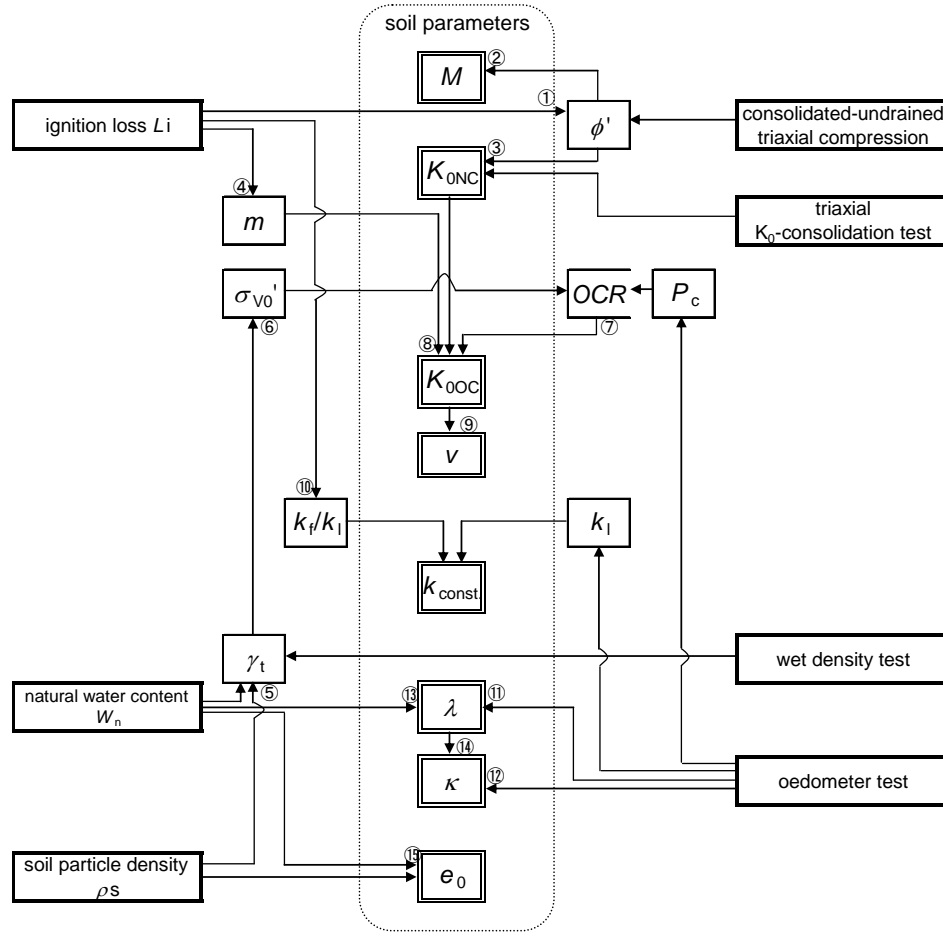 soil parameters
②
M
①
ignition loss Li
ϕ'
consolidated-undrained
triaxial compression
③
K0NC
④
m
triaxial
K0-consolidation test
σV0'
OCR
Pc
⑥
⑦
⑧
K0OC
⑨
ν
⑩
kf/kl
kl
kconst.
γt
wet density test
⑤
natural water content
Wn
⑬
λ
⑪
⑭
κ
⑫
oedometer test
soil particle density
ρs
⑮
e0